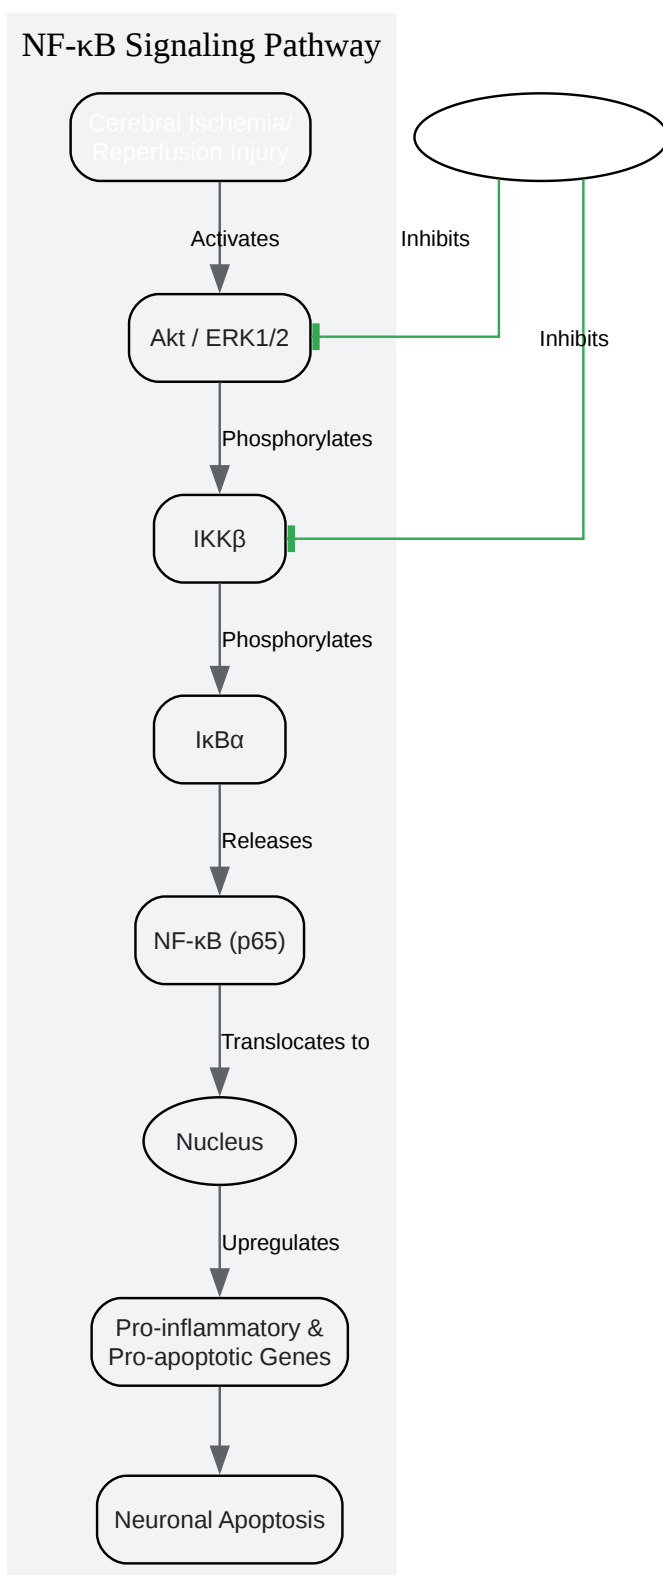 NF-κB Signaling Pathway
Cerebral Ischemia/
Reperfusion Injury
Activates
Inhibits
Akt / ERK1/2
Inhibits
Phosphorylates
IKKβ
Phosphorylates
IκBα
Releases
NF-κB (p65)
Translocates to
Nucleus
Upregulates
Pro-inflammatory &
Pro-apoptotic Genes
Neuronal Apoptosis